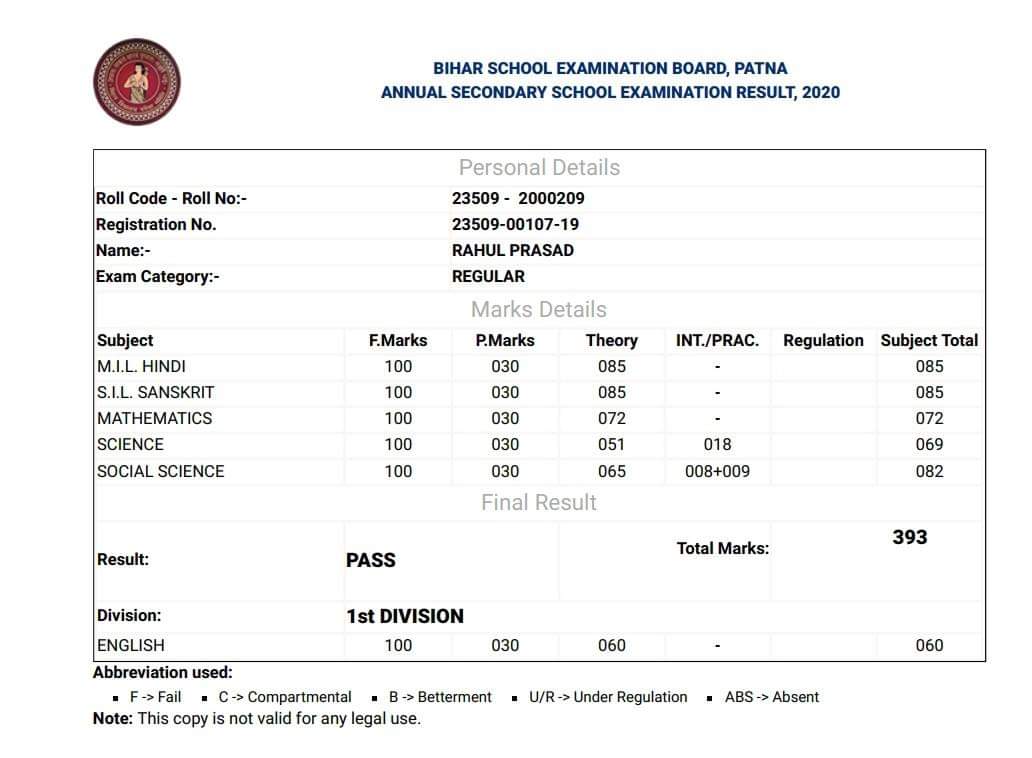 BIHAR SCHOOL EXAMINATION BOARD, PATNA
ANNUAL SECONDARY SCHOOL EXAMINATION RESULT, 2020
Personal Details
Roll Code - Roll No:- 23509 - 2000209
Registration No. 23509-00107-19
Name:- RAHUL PRASAD
Exam Category:- REGULAR
Marks Details
Subject F.Marks P.Marks Theory INT./PRAC. Regulation Subject Total
M.I.L. HINDI 100 030 085 - 085
S.I.L. SANSKRIT 100 030 085 - 085
MATHEMATICS 100 030 072 - 072
SCIENCE 100 030 051 018 069
SOCIAL SCIENCE 100 030 065 008+009 082
Final Result
Result: PASS Total Marks: 393
Division: 1st DIVISION
ENGLISH 100 030 060 - 060
Abbreviation used:
▪ F -> Fail ▪ C -> Compartmental ▪ B -> Betterment ▪ U/R -> Under Regulation ▪ ABS -> Absent
Note: This copy is not valid for any legal use.